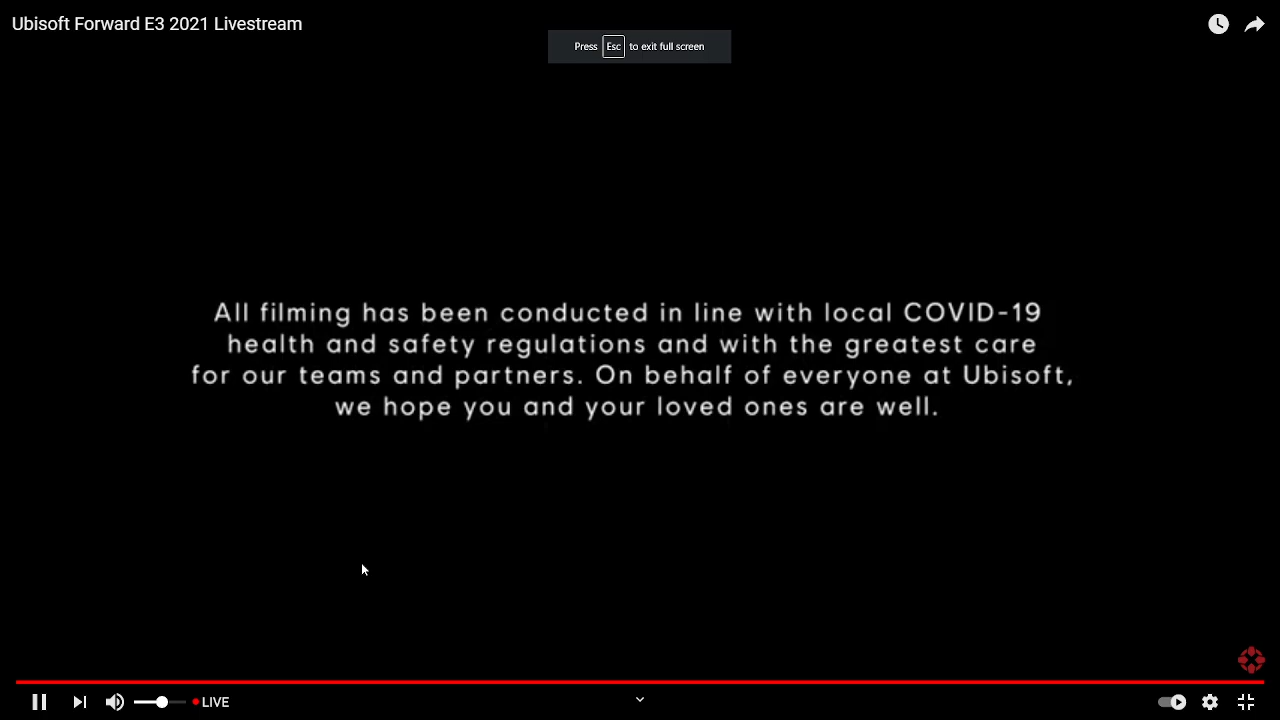 Ubisoft Forward E3 2021 Livestream
Press Esc to exit full screen
All filming has been conducted in line with local COVID-19
health and safety regulations and with the greatest care
for our teams and partners. On behalf of everyone at Ubisoft,
we hope you and your loved ones are well.
LIVE